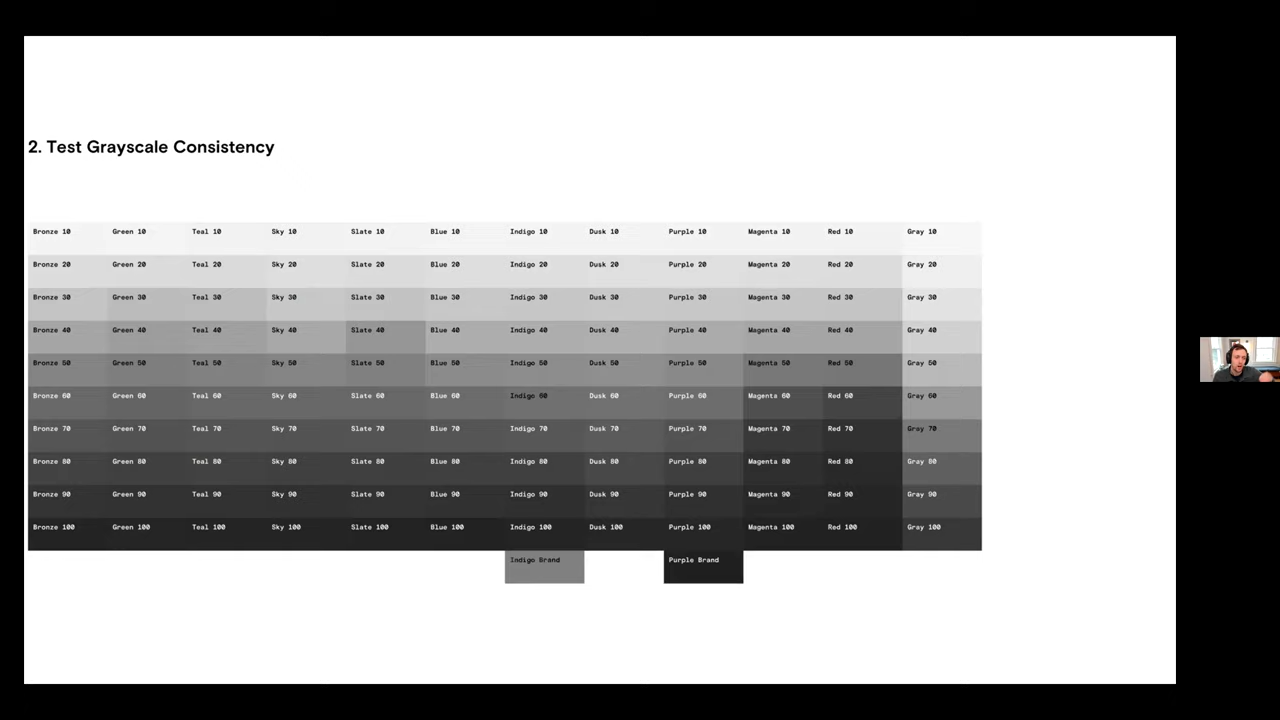 2. Test Grayscale Consistency
Bronze 10 Green 10 Teal 10 Sky 10 Slate 10 Blue 10 Indigo 10 Dusk 10 Purple 10 Magenta 10 Red 10 Gray 10
Bronze 20 Green 20 Teal 20 Sky 20 Slate 20 Blue 20 Indigo 20 Dusk 20 Purple 20 Magenta 20 Red 20 Gray 20
Bronze 30 Green 30 Teal 30 Sky 30 Slate 30 Blue 30 Indigo 30 Dusk 30 Purple 30 Magenta 30 Red 30 Gray 30
Bronze 40 Green 40 Teal 40 Sky 40 Slate 40 Blue 40 Indigo 40 Dusk 40 Purple 40 Magenta 40 Red 40 Gray 40
Bronze 50 Green 50 Teal 50 Sky 50 Slate 50 Blue 50 Indigo 50 Dusk 50 Purple 50 Magenta 50 Red 50 Gray 50
Bronze 60 Green 60 Teal 60 Sky 60 Slate 60 Blue 60 Indigo 60 Dusk 60 Purple 60 Magenta 60 Red 60 Gray 60
Bronze 70 Green 70 Teal 70 Sky 70 Slate 70 Blue 70 Indigo 70 Dusk 70 Purple 70 Magenta 70 Red 70 Gray 70
Bronze 80 Green 80 Teal 80 Sky 80 Slate 80 Blue 80 Indigo 80 Dusk 80 Purple 80 Magenta 80 Red 80 Gray 80
Bronze 90 Green 90 Teal 90 Sky 90 Slate 90 Blue 90 Indigo 90 Dusk 90 Purple 90 Magenta 90 Red 90 Gray 90
Bronze 100 Green 100 Teal 100 Sky 100 Slate 100 Blue 100 Indigo 100 Dusk 100 Purple 100 Magenta 100 Red 100 Gray 100
Indigo Brand Purple Brand